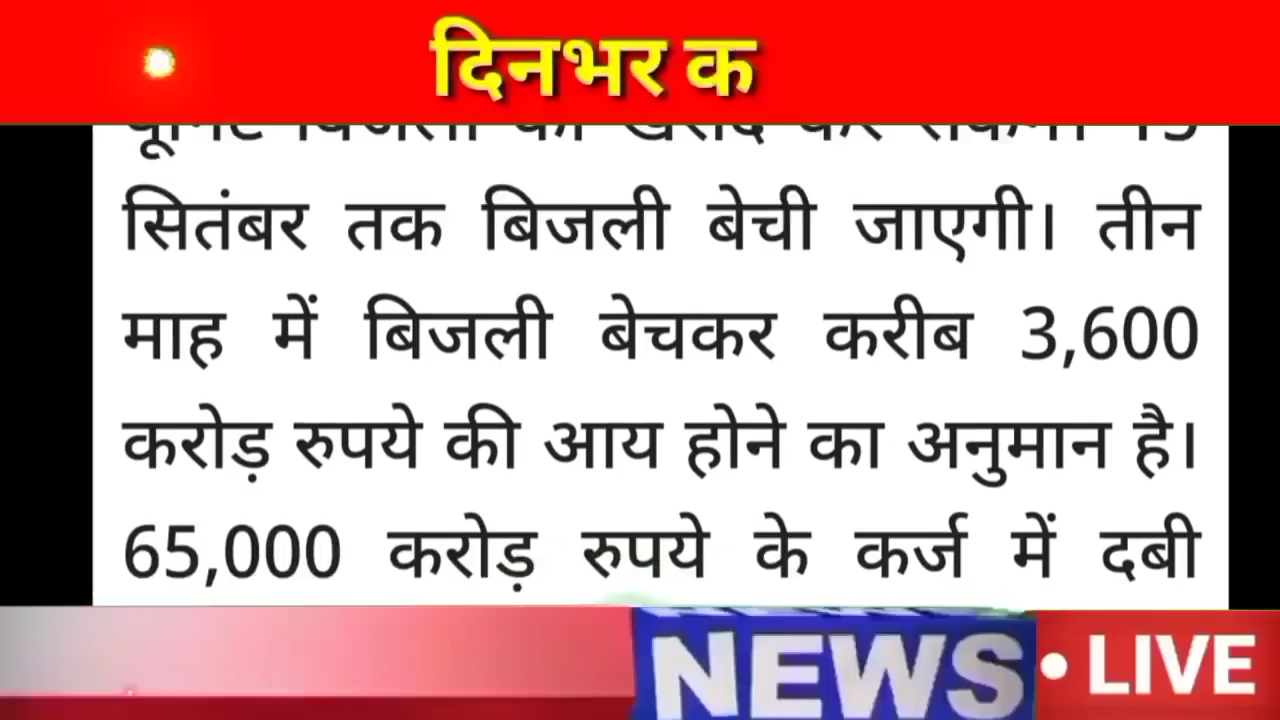 दिनभर क
सितंबर तक बिजली बेची जाएगी। तीन
माह में बिजली बेचकर करीब 3,600
करोड़ रुपये की आय होने का अनुमान है।
65,000 करोड़ रुपये के कर्ज में दबी
NEWS • LIVE